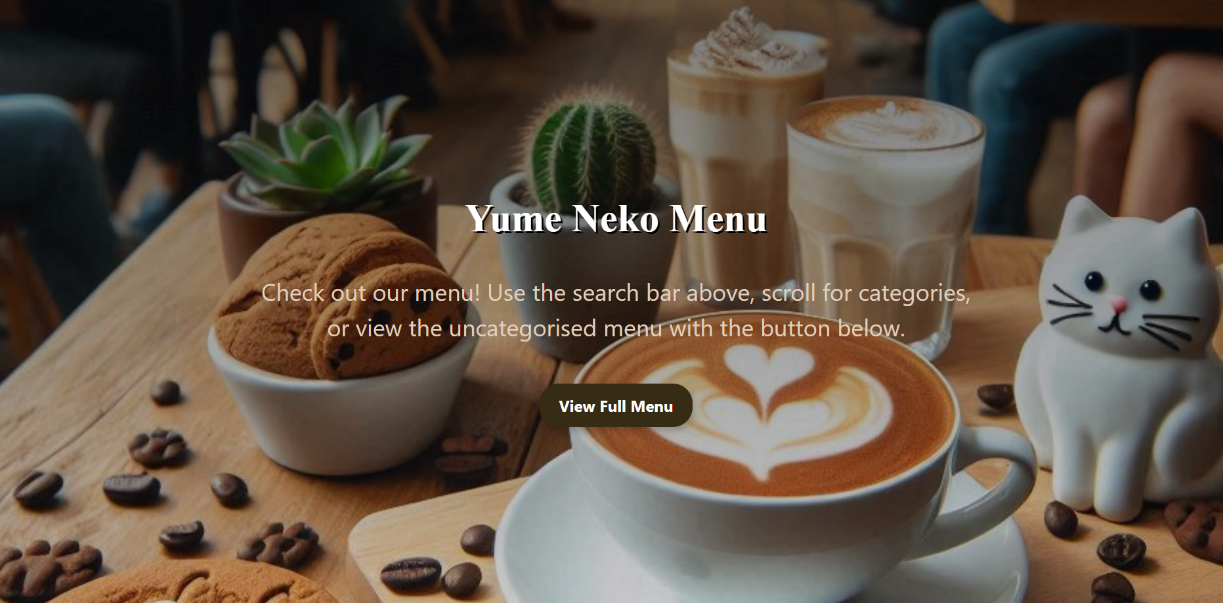 Yume Neko Menu
Check out our menu! Use the search bar above, scroll for categories,
or view the uncategorised menu with the button below.
View Full Menu